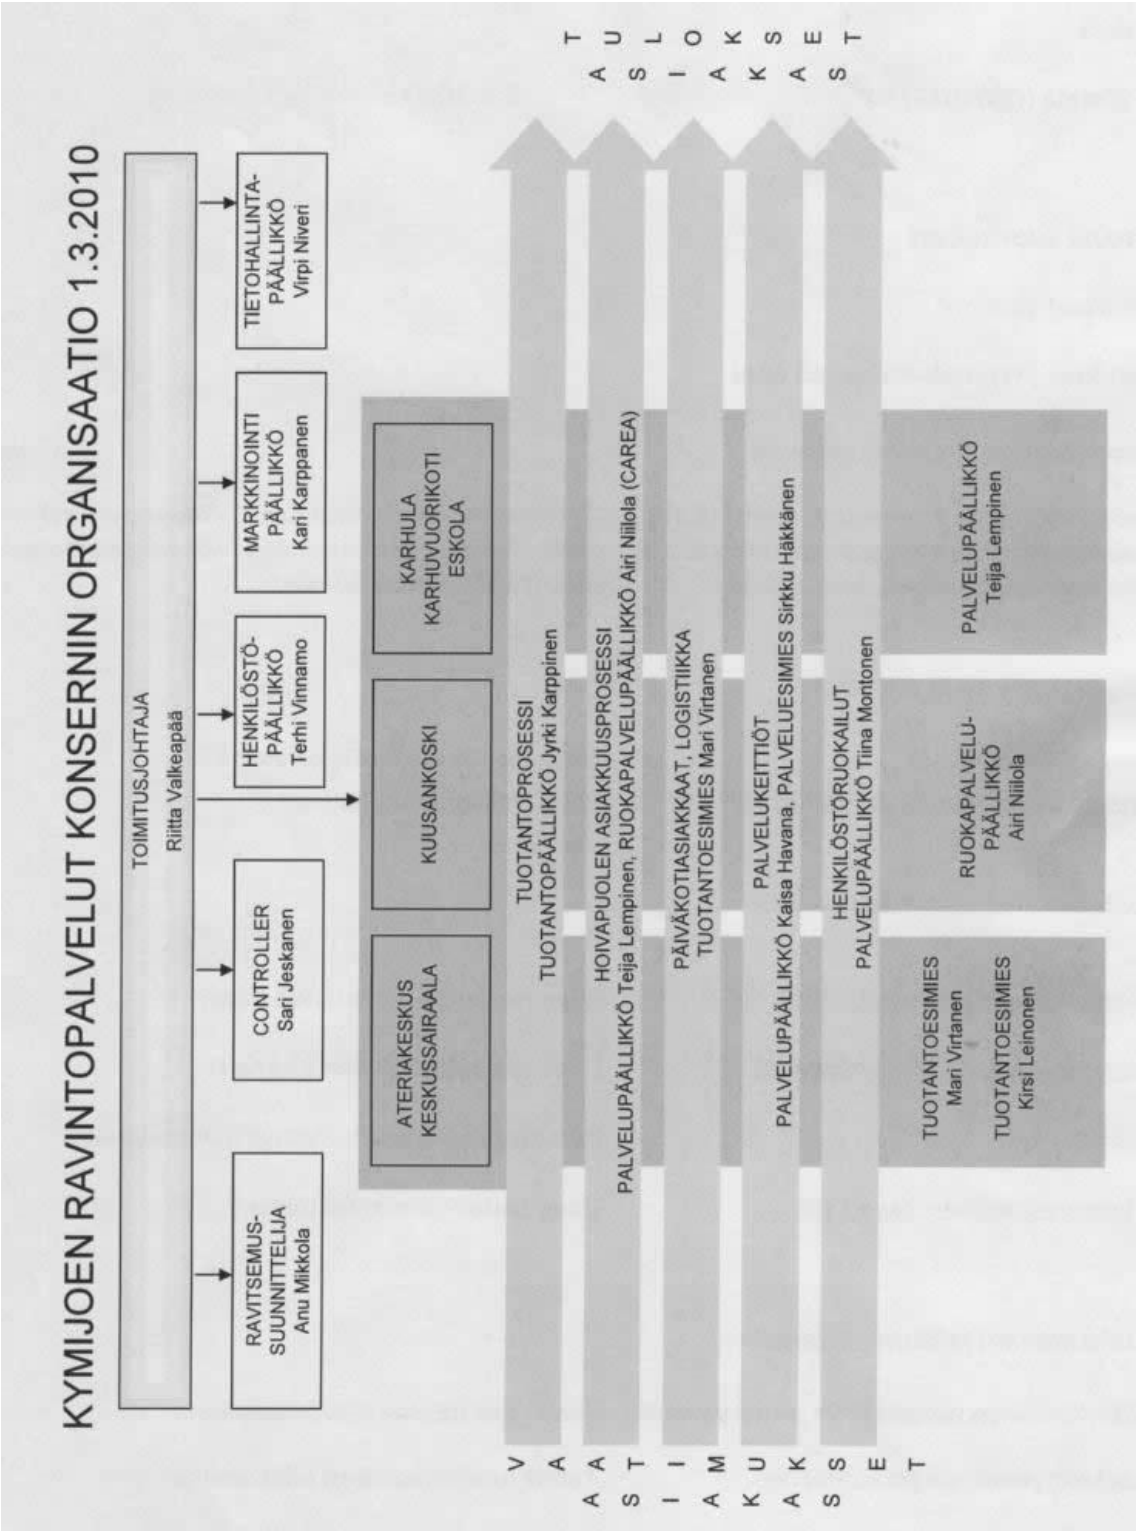 KYMIJOEN RAVINTOPALVELUT KONSERNIN ORGANISAATIO 1.3.2010
TOIMITUSJOHTAJA
Riitta Valkeapää
RAVITSEMUS-
SUUNNITTELIJA
Anu Mikkola
CONTROLLER
Sari Jeskanen
HENKILÖSTÖ-
PÄÄLLIKKÖ
Terhi Vinnamo
MARKKINOINTI
PÄÄLLIKKÖ
Kari Karppanen
TIETOHALLINTA-
PÄÄLLIKKÖ
Virpi Niveri
ATERIAKESKUS
KESKUSSAIRAALA
KUUSANKOSKI
KARHULA
KARHUVUORIKOTI
ESKOLA
ASIAKAS
VAATIMUKSET
TUOTANTOPROSESSI
TUOTANTOPÄÄLLIKKÖ Jyrki Karppinen
HOIVAPUOLEN ASIAKKUUSPROSESSI
PALVELUPÄÄLLIKKÖ Teija Lempinen, RUOKAPALVELUPÄÄLLIKKÖ Airi Niilola (CAREA)
PÄIVÄKOTIASIAKKAAT, LOGISTIIKKA
TUOTANTOESIMIES Mari Virtanen
PALVELUKEITTIÖT
PALVELUPÄÄLLIKKÖ Kaisa Havana, PALVELUESIMIES Sirkku Häkkänen
HENKILÖSTÖRUOKAILUT
PALVELUPÄÄLLIKKÖ Tiina Montonen
ASIAKAS
TULOKSET
TUOTANTOESIMIES
Mari Virtanen
TUOTANTOESIMIES
Kirsi Leinonen
RUOKAPALVELU-
PÄÄLLIKKÖ
Airi Niilola
PALVELUPÄÄLLIKKÖ
Teija Lempinen